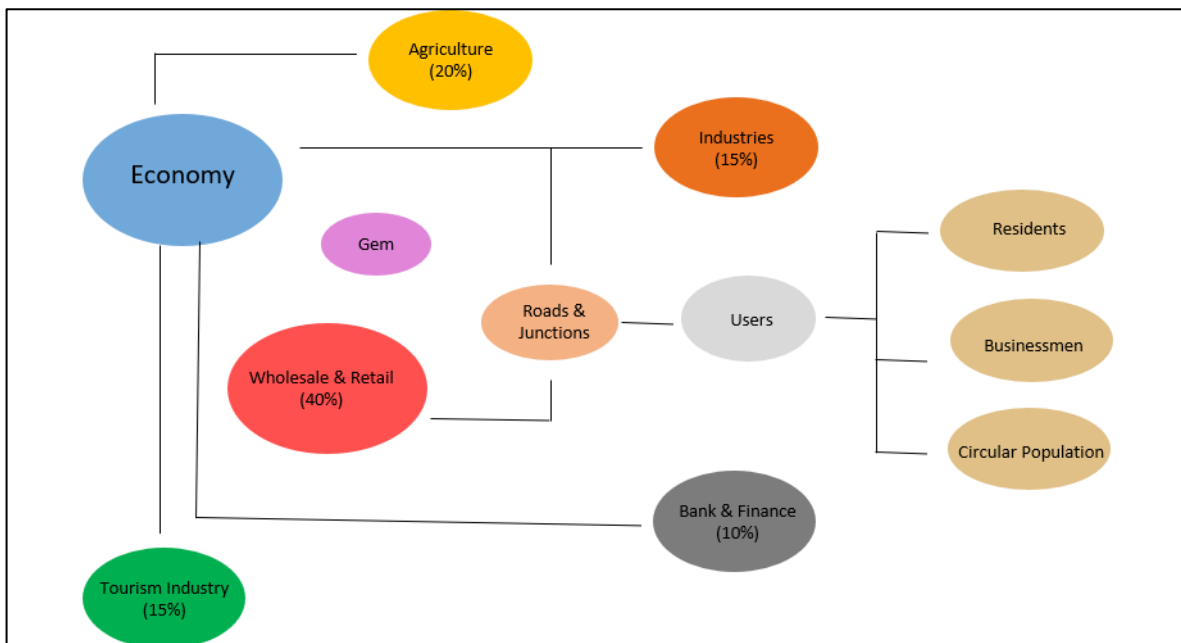 Agriculture
(20%)
Industries
(15%)
Economy
Residents
Gem
Roads &
Junctions
Users
Businessmen
Wholesale & Retail
(40%)
Circular Population
Bank & Finance
(10%)
Tourism Industry
(15%)